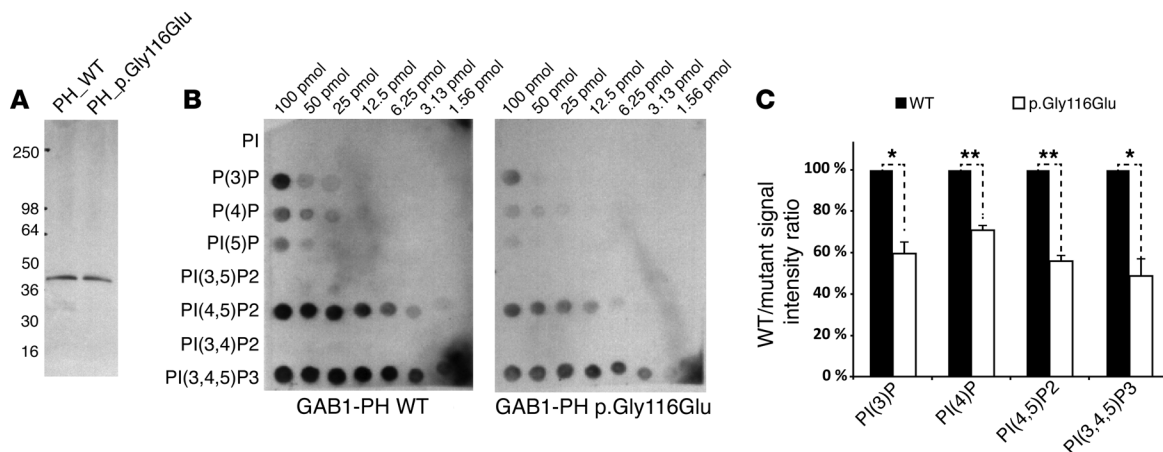 A
PH_WT
PH_p.Gly116Glu
250
98
64
50
36
30
16
B
100 pmol
50 pmol
25 pmol
12.5 pmol
6.25 pmol
3.13 pmol
1.56 pmol
100 pmol
50 pmol
25 pmol
12.5 pmol
6.25 pmol
3.13 pmol
1.56 pmol
PI
P(3)P
P(4)P
PI(5)P
PI(3,5)P2
PI(4,5)P2
PI(3,4)P2
PI(3,4,5)P3
GAB1-PH WT
GAB1-PH p.Gly116Glu
C
WT
p.Gly116Glu
WT/mutant signal
intensity ratio
100 %
80 %
60 %
40 %
20 %
0 %
*
**
**
*
PI(3)P
PI(4)P
PI(4,5)P2
PI(3,4,5)P3